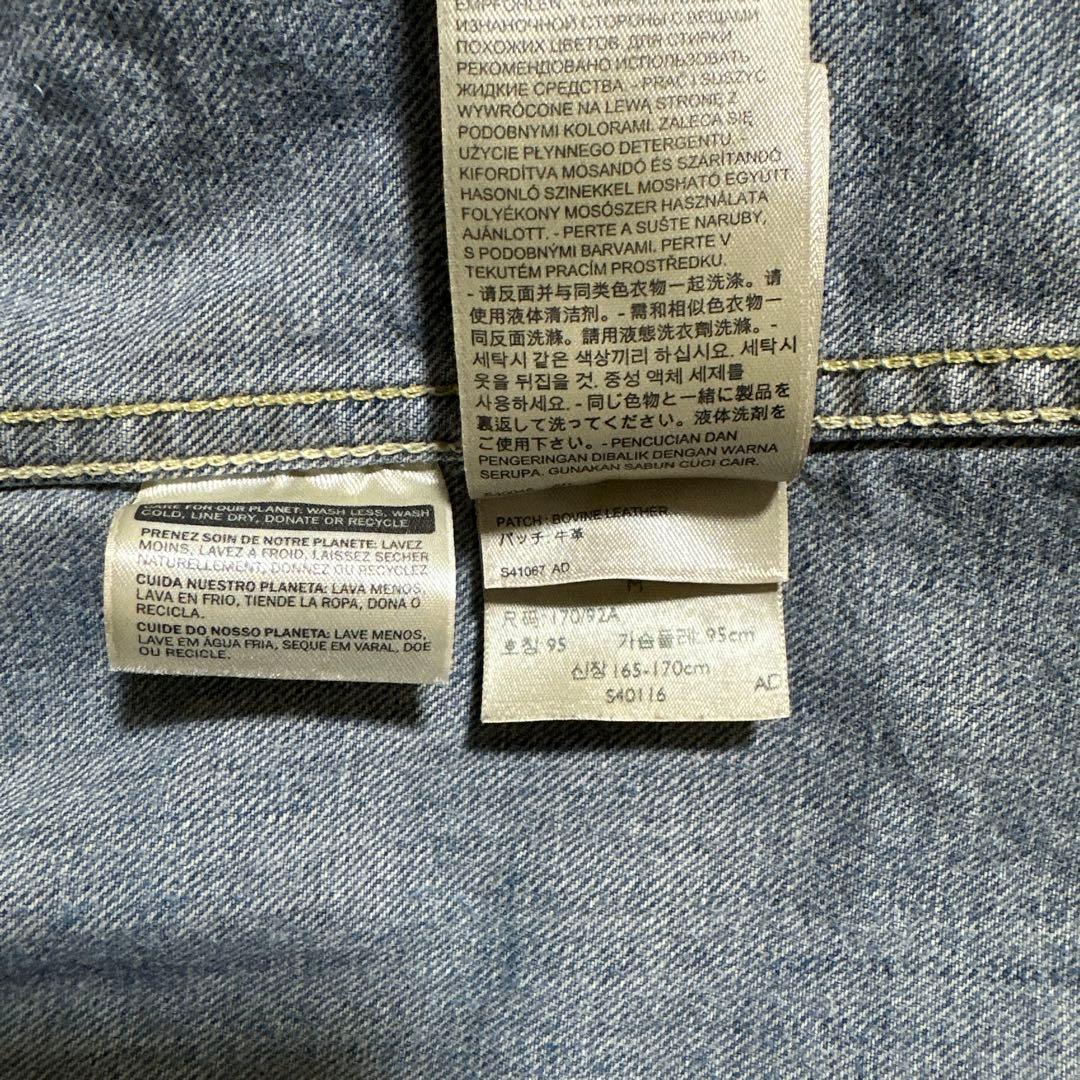 ИЗНАНОЧНОЙ СТОРОНЫ С ВЕЩАМИ
ПОХОЖИХ ЦВЕТОВ. ДЛЯ СТИРКИ
РЕКОМЕНДОВАНО ИСПОЛЬЗОВАТЬ
ЖИДКИЕ СРЕДСТВА. - PRAĆ I SUSZYĆ
WYWRÓCONE NA LEWĄ STRONĘ Z
PODOBNYMI KOLORAMI. ZALECA SIĘ
UŻYCIE PŁYNNEGO DETERGENTU.
KIFORDÍTVA MOSANDÓ ÉS SZÁRÍTANDÓ
HASONLÓ SZINEKKEL MOSHATÓ EGYÜTT.
FOLYÉKONY MOSÓSZER HASZNÁLATA
AJÁNLOTT. - PERTE A SUŠTE NARUBY,
S PODOBNÝMI BARVAMI. PERTE V
TEKUTÉM PRACÍM PROSTŘEDKU.
- 请反面并与同类色衣物一起洗涤。请
使用液体清洁剂。- 需和相似色衣物一
同反面洗滌。請用液態洗衣劑洗滌。-
세탁시 같은 색상끼리 하십시요. 세탁시
옷을 뒤집을 것. 중성 액체 세제를
사용하세요. - 同じ色物と一緒に製品を
裏返して洗ってください。液体洗剤を
ご使用下さい。- PENCUCIAN DAN
PENGERINGAN DIBALIK DENGAN WARNA
SERUPA. GUNAKAN SABUN CUCI CAIR.
FOR OUR PLANET: WASH LESS, WASH
COLD, LINE DRY, DONATE OR RECYCLE
PRENEZ SOIN DE NOTRE PLANÈTE: LAVEZ
MOINS, LAVEZ À FROID, LAISSEZ SÉCHER
NATURELLEMENT, DONNEZ OU RECYCLEZ
CUIDA NUESTRO PLANETA: LAVA MENOS,
LAVA EN FRÍO, TIENDE LA ROPA, DONA O
RECICLA.
CUIDE DO NOSSO PLANETA: LAVE MENOS,
LAVE EM ÁGUA FRIA, SEQUE EM VARAL, DOE
OU RECICLE.
PATCH : BOVINE LEATHER
パッチ : 牛革
S41067 AD
M
尺码 170/92A
호칭 95 가슴둘레 95cm
신장 165-170cm
S40116 AD